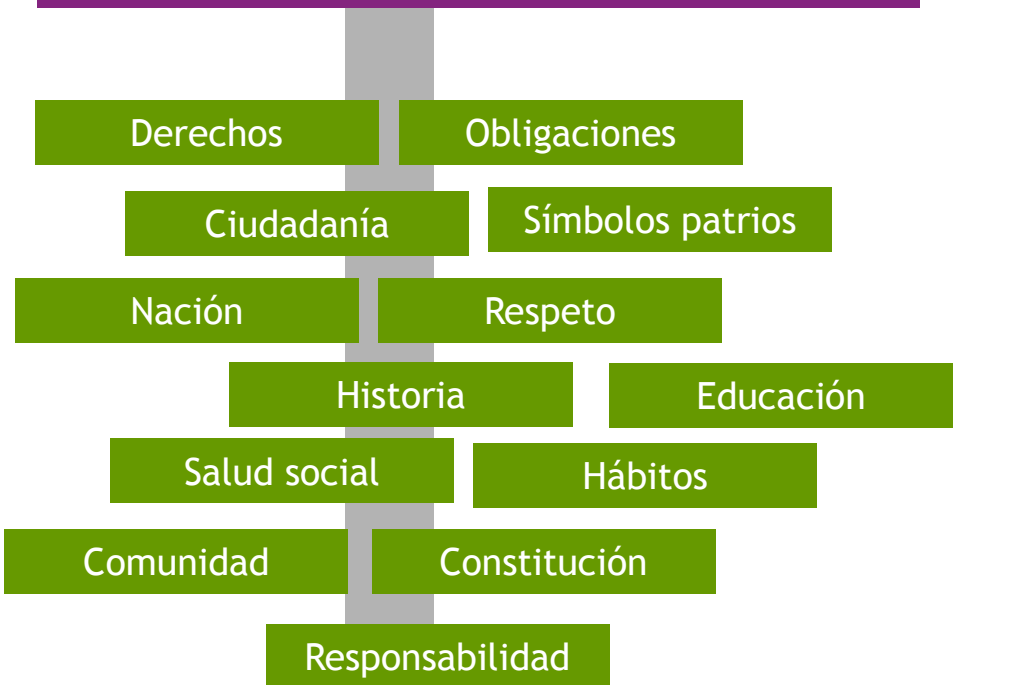 Derechos
Obligaciones
Ciudadanía
Símbolos patrios
Nación
Respeto
Historia
Educación
Salud social
Hábitos
Comunidad
Constitución
Responsabilidad